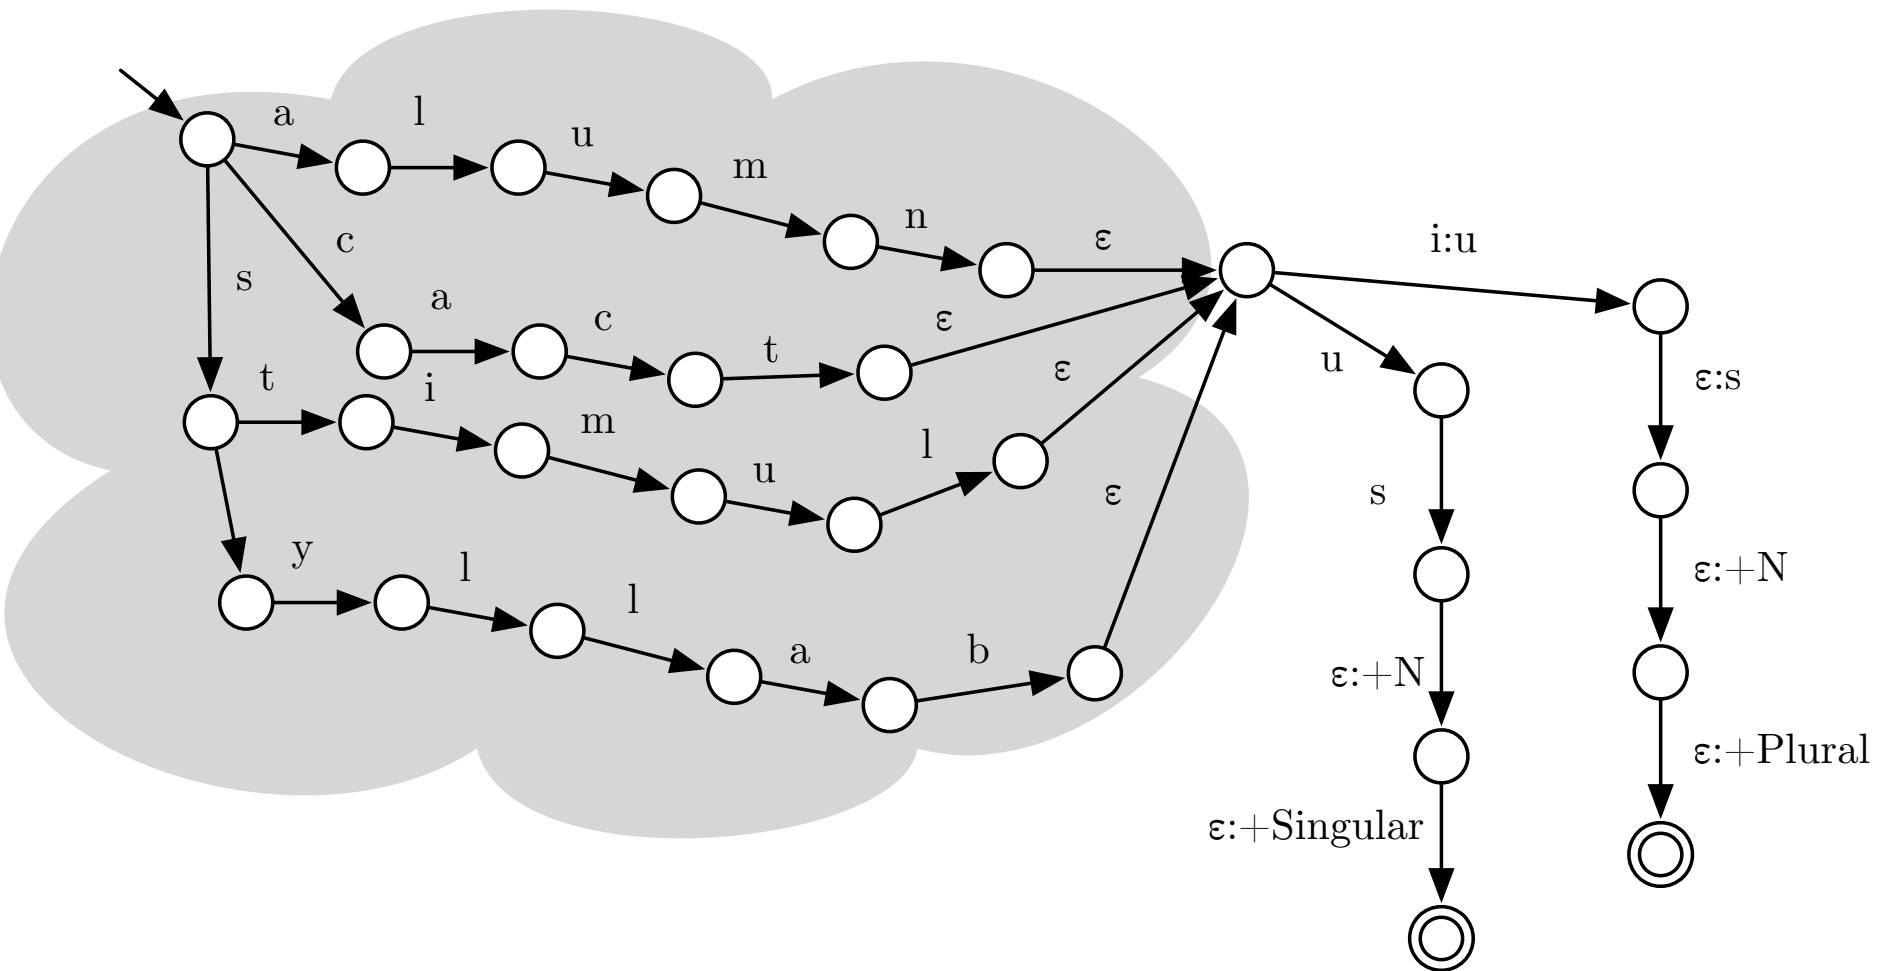 a
l
u
m
n
ε
c
s
a
c
t
ε
t
i
m
u
l
ε
y
l
l
a
b
ε
i:u
u
ε:s
s
ε:+N
ε:+N
ε:+Plural
ε:+Singular